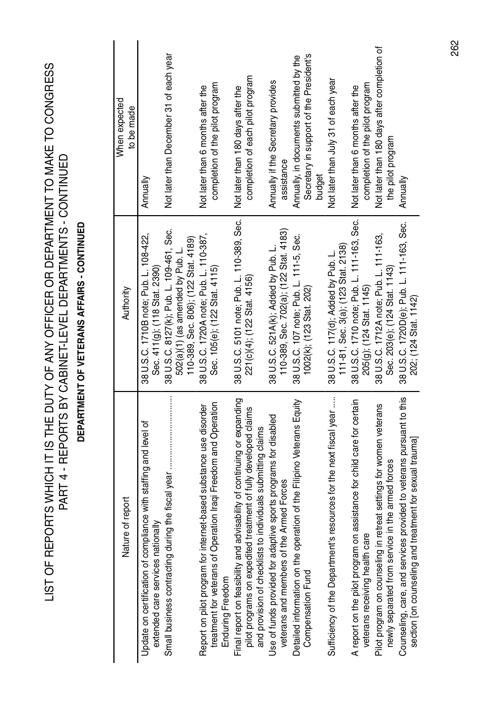 LIST OF REPORTS WHICH IT IS THE DUTY OF ANY OFFICER OR DEPARTMENT TO MAKE TO CONGRESS
PART 4 - REPORTS BY CABINET-LEVEL DEPARTMENTS - CONTINUED
DEPARTMENT OF VETERANS AFFAIRS - CONTINUED
Nature of report
Authority
When expected
to be made
Update on certification of compliance with staffing and level of
extended care services nationally
38 U.S.C. 1710B note; Pub. L. 108-422,
Sec. 411(g); (118 Stat. 2390)
Annually
Small business contracting during the fiscal year ..............................
38 U.S.C. 8127(k); Pub. L. 109-461, Sec.
502(a)(1) (as amended by Pub. L.
110-389, Sec. 806); (122 Stat. 4189)
Not later than December 31 of each year
Report on pilot program for internet-based substance use disorder
treatment for veterans of Operation Iraqi Freedom and Operation
Enduring Freedom
38 U.S.C. 1720A note; Pub. L. 110-387,
Sec. 105(e); (122 Stat. 4115)
Not later than 6 months after the
completion of the pilot program
Final report on feasibility and advisability of continuing or expanding
pilot programs on expedited treatment of fully developed claims
and provision of checklists to individuals submitting claims
38 U.S.C. 5101 note; Pub. L. 110-389, Sec.
221(c)(4); (122 Stat. 4156)
Not later than 180 days after the
completion of each pilot program
Use of funds provided for adaptive sports programs for disabled
veterans and members of the Armed Forces
38 U.S.C. 521A(k); Added by Pub. L.
110-389, Sec. 702(a); (122 Stat. 4183)
Annually if the Secretary provides
assistance
Detailed information on the operation of the Filipino Veterans Equity
Compensation Fund
38 U.S.C. 107 note; Pub. L. 111-5, Sec.
1002(k); (123 Stat. 202)
Annually, in documents submitted by the
Secretary in support of the President's
budget
Sufficiency of the Department's resources for the next fiscal year .....
38 U.S.C. 117(d); Added by Pub. L.
111-81, Sec. 3(a); (123 Stat. 2138)
Not later than July 31 of each year
A report on the pilot program on assistance for child care for certain
veterans receiving health care
38 U.S.C. 1710 note; Pub. L. 111-163, Sec.
205(g); (124 Stat. 1145)
Not later than 6 months after the
completion of the pilot program
Pilot program on counseling in retreat settings for women veterans
newly separated from service in the armed forces
38 U.S.C. 1712A note; Pub. L. 111-163,
Sec. 203(e); (124 Stat. 1143)
Not later than 180 days after completion of
the pilot program
Counseling, care, and services provided to veterans pursuant to this
section [on counseling and treatment for sexual trauma]
38 U.S.C. 1720D(e); Pub. L. 111-163, Sec.
202; (124 Stat. 1142)
Annually
262